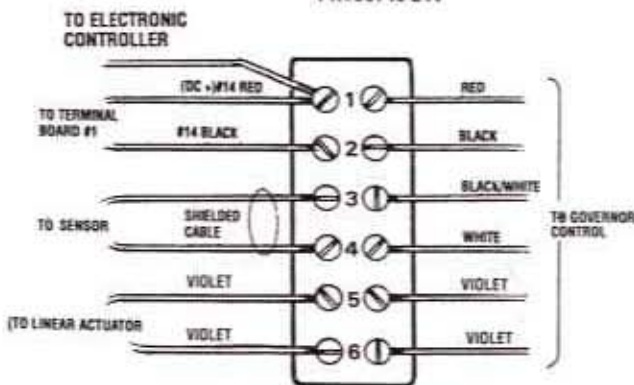 TO ELECTRONIC
CONTROLLER
(DC +)#14 RED
1
RED
TO TERMINAL
BOARD #1
#14 BLACK
2
BLACK
3
BLACK/WHITE
TO SENSOR
SHIELDED
CABLE
4
WHITE
TO GOVERNOR
CONTROL
VIOLET
5
VIOLET
(TO LINEAR ACTUATOR
VIOLET
6
VIOLET